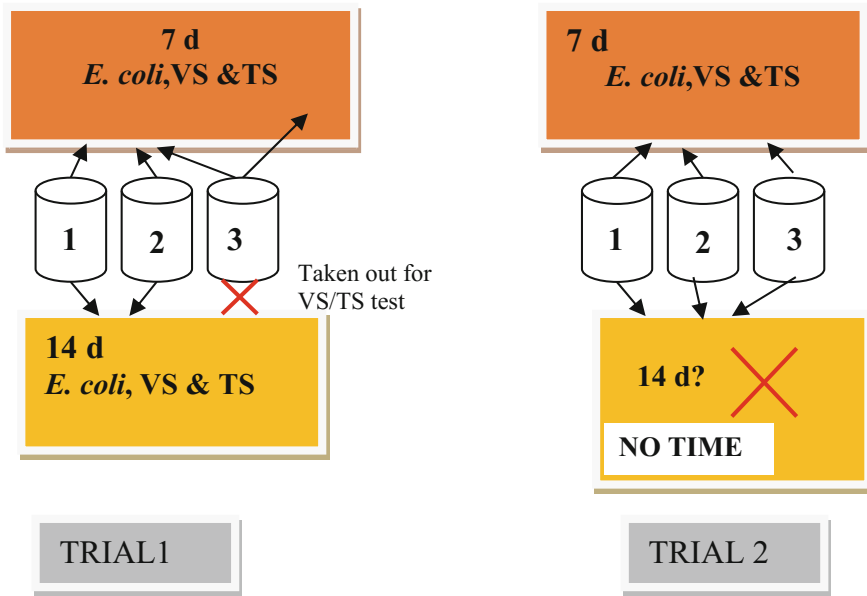 7 d
E. coli,VS &TS
1
2
3
Taken out for
VS/TS test
14 d
E. coli, VS & TS
TRIAL1
7 d
E. coli,VS &TS
1
2
3
14 d?
NO TIME
TRIAL 2